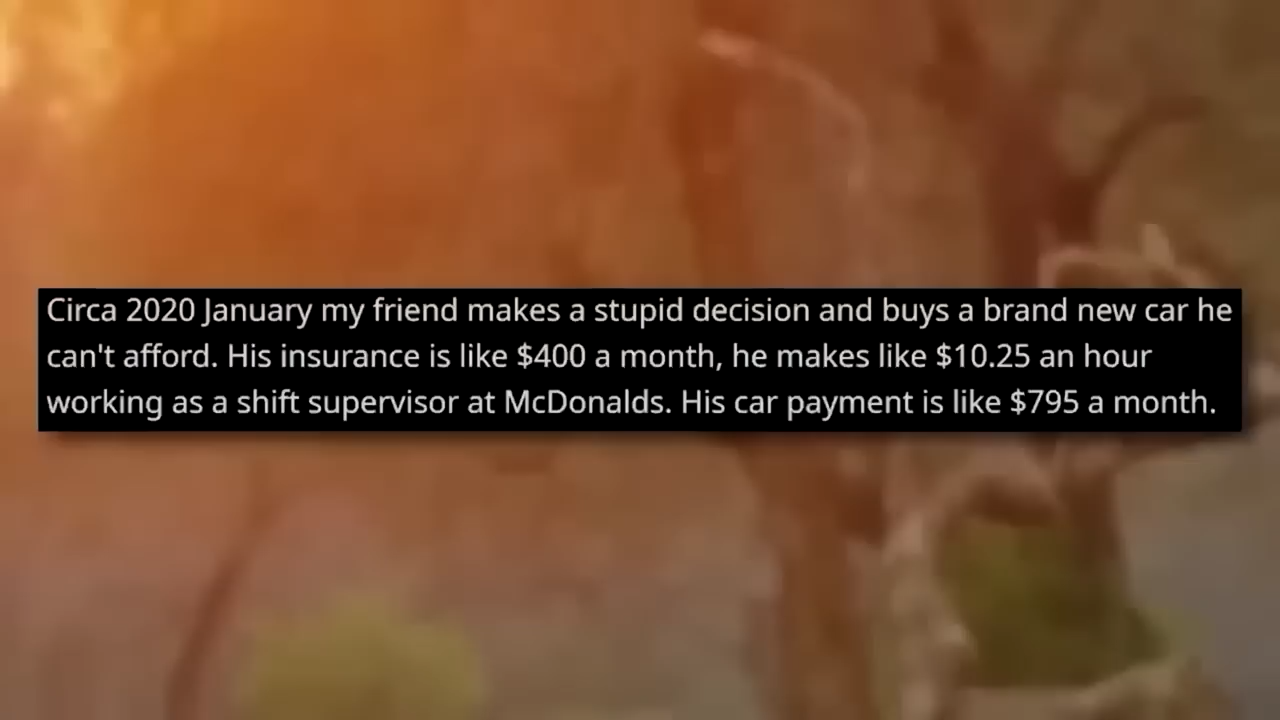 Circa 2020 January my friend makes a stupid decision and buys a brand new car he
can't afford. His insurance is like $400 a month, he makes like $10.25 an hour
working as a shift supervisor at McDonalds. His car payment is like $795 a month.